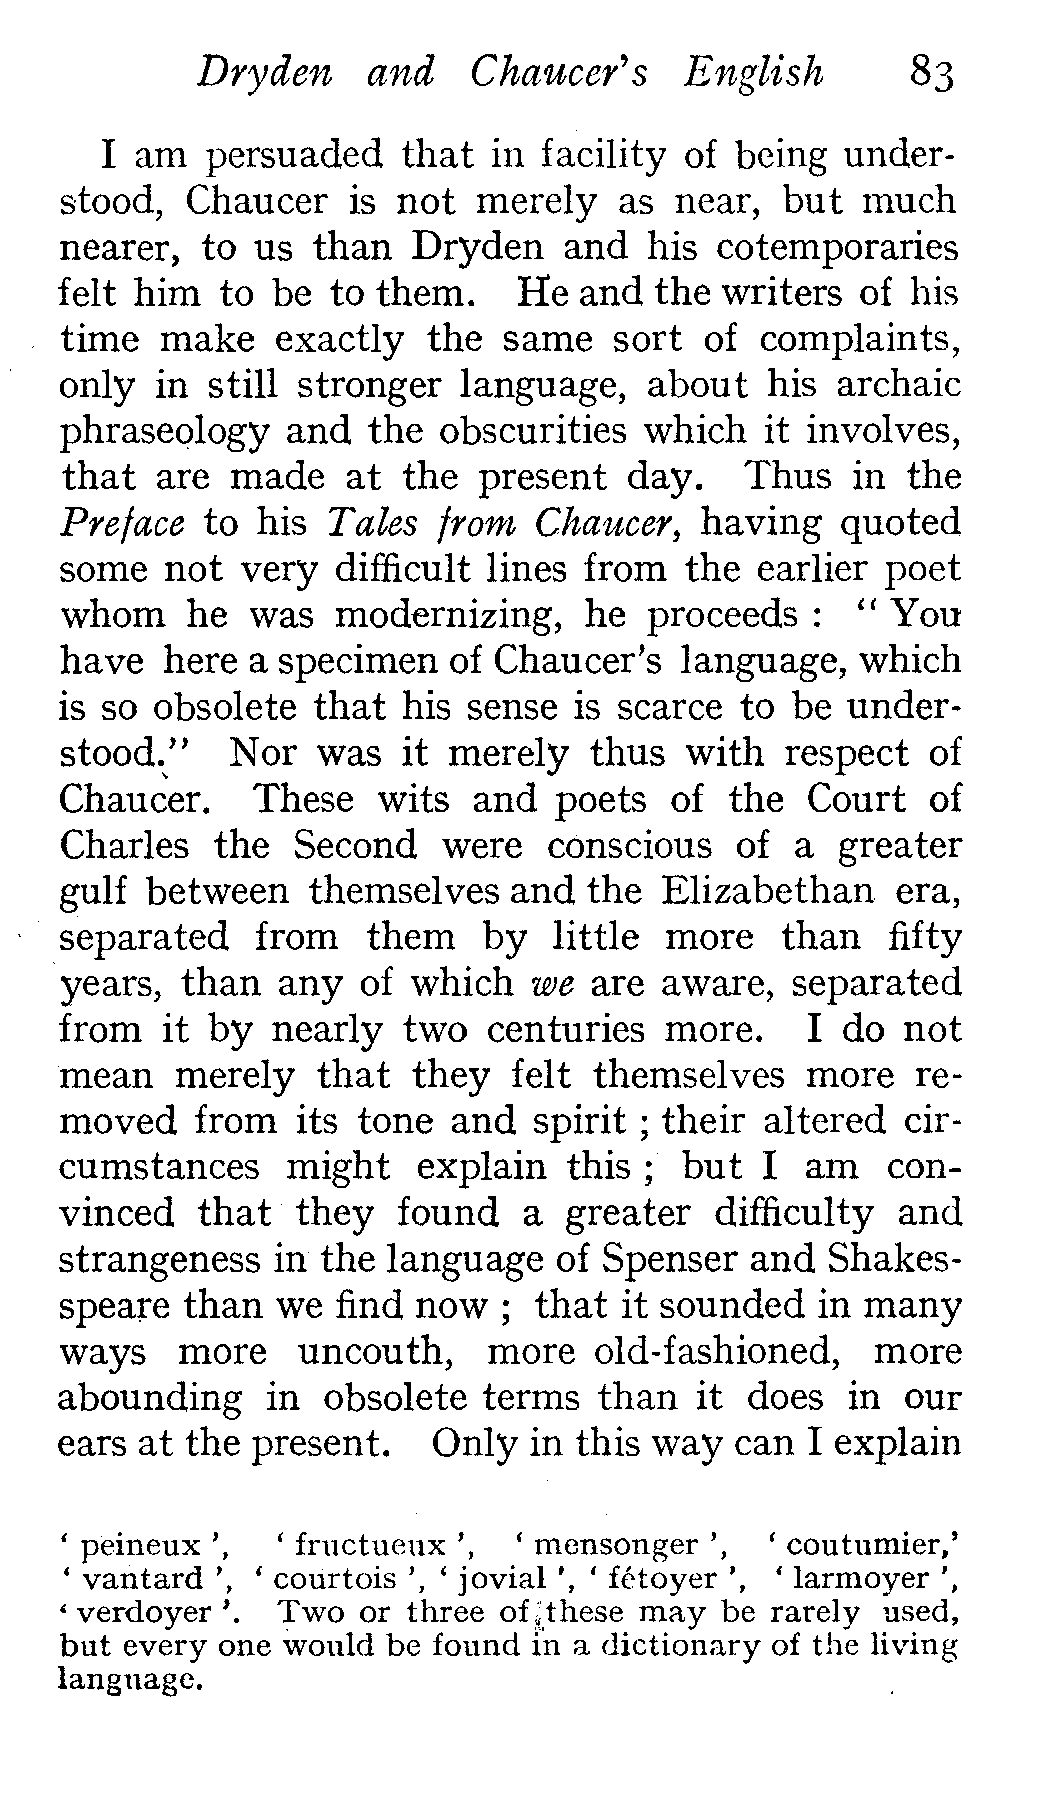 Dryden and Chaucer's English 83
I am persuaded that in facility of being under-
stood, Chaucer is not merely as near, but much
nearer, to us than Dryden and his cotemporaries
felt him to be to them. He and the writers of his
time make exactly the same sort of complaints,
only in still stronger language, about his archaic
phraseology and the obscurities which it involves,
that are made at the present day. Thus in the
Preface to his Tales from Chaucer, having quoted
some not very difficult lines from the earlier poet
whom he was modernizing, he proceeds : “ You
have here a specimen of Chaucer's language, which
is so obsolete that his sense is scarce to be under-
stood.” Nor was it merely thus with respect of
Chaucer. These wits and poets of the Court of
Charles the Second were conscious of a greater
gulf between themselves and the Elizabethan era,
separated from them by little more than fifty
years, than any of which we are aware, separated
from it by nearly two centuries more. I do not
mean merely that they felt themselves more re-
moved from its tone and spirit ; their altered cir-
cumstances might explain this ; but I am con-
vinced that they found a greater difficulty and
strangeness in the language of Spenser and Shakes-
speare than we find now ; that it sounded in many
ways more uncouth, more old-fashioned, more
abounding in obsolete terms than it does in our
ears at the present. Only in this way can I explain
‘ peineux ’, ‘ fructueux ’, ‘ mensonger ’, ‘ coutumier,’
‘ vantard ’, ‘ courtois ’, ‘ jovial ’, ‘ fétoyer ’, ‘ larmoyer ’,
‘ verdoyer ’. Two or three of these may be rarely used,
but every one would be found in a dictionary of the living
language.